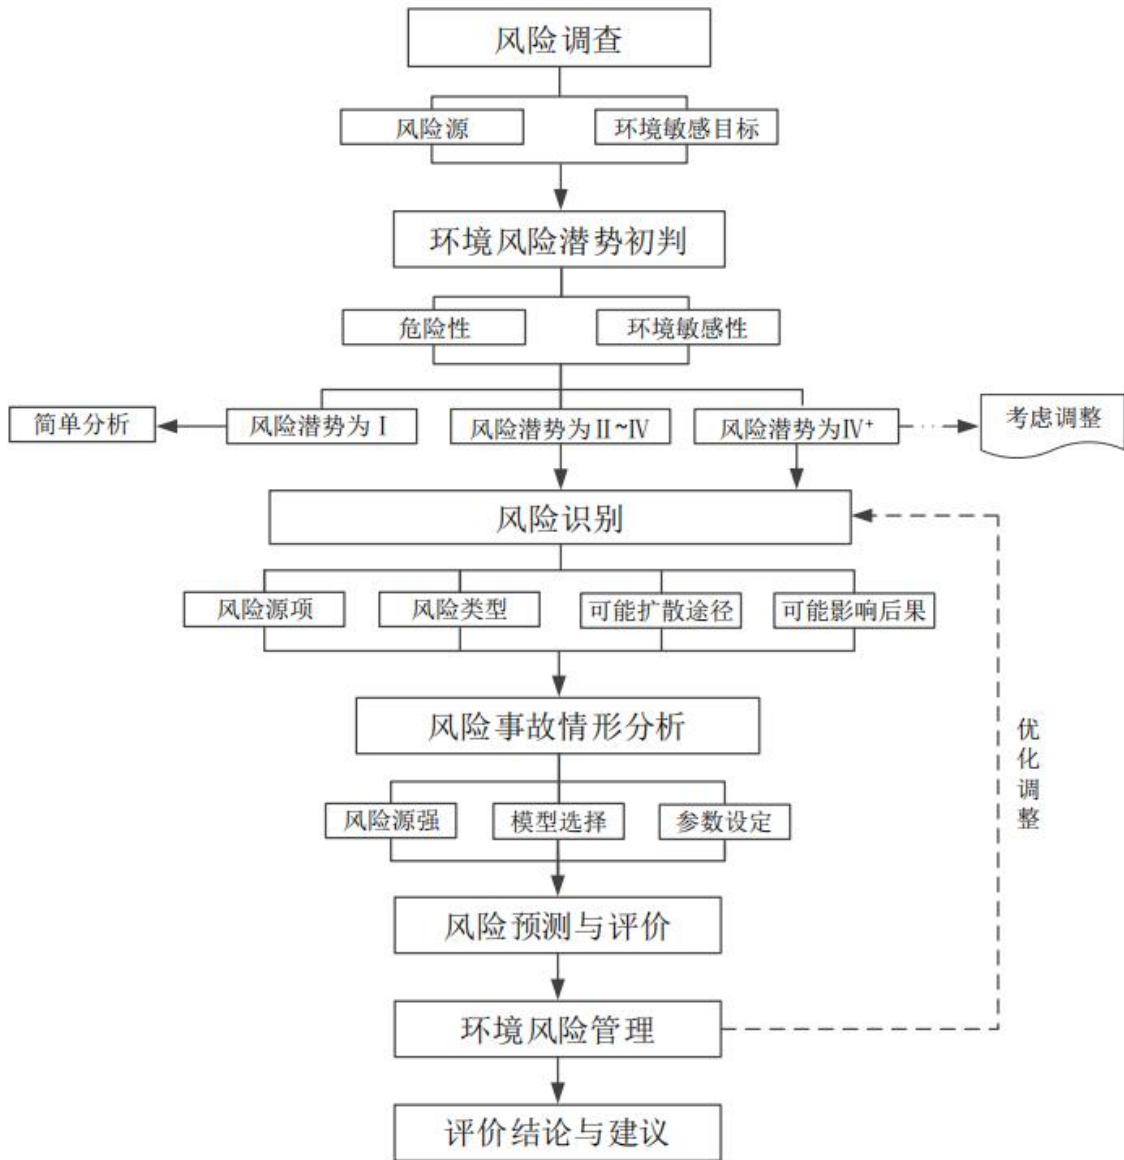 风险调查
风险源
环境敏感目标
环境风险潜势初判
危险性
环境敏感性
简单分析
风险潜势为Ⅰ
风险潜势为Ⅱ~Ⅳ
风险潜势为Ⅳ⁺
考虑调整
风险识别
风险源项
风险类型
可能扩散途径
可能影响后果
风险事故情形分析
优化调整
风险源强
模型选择
参数设定
风险预测与评价
环境风险管理
评价结论与建议